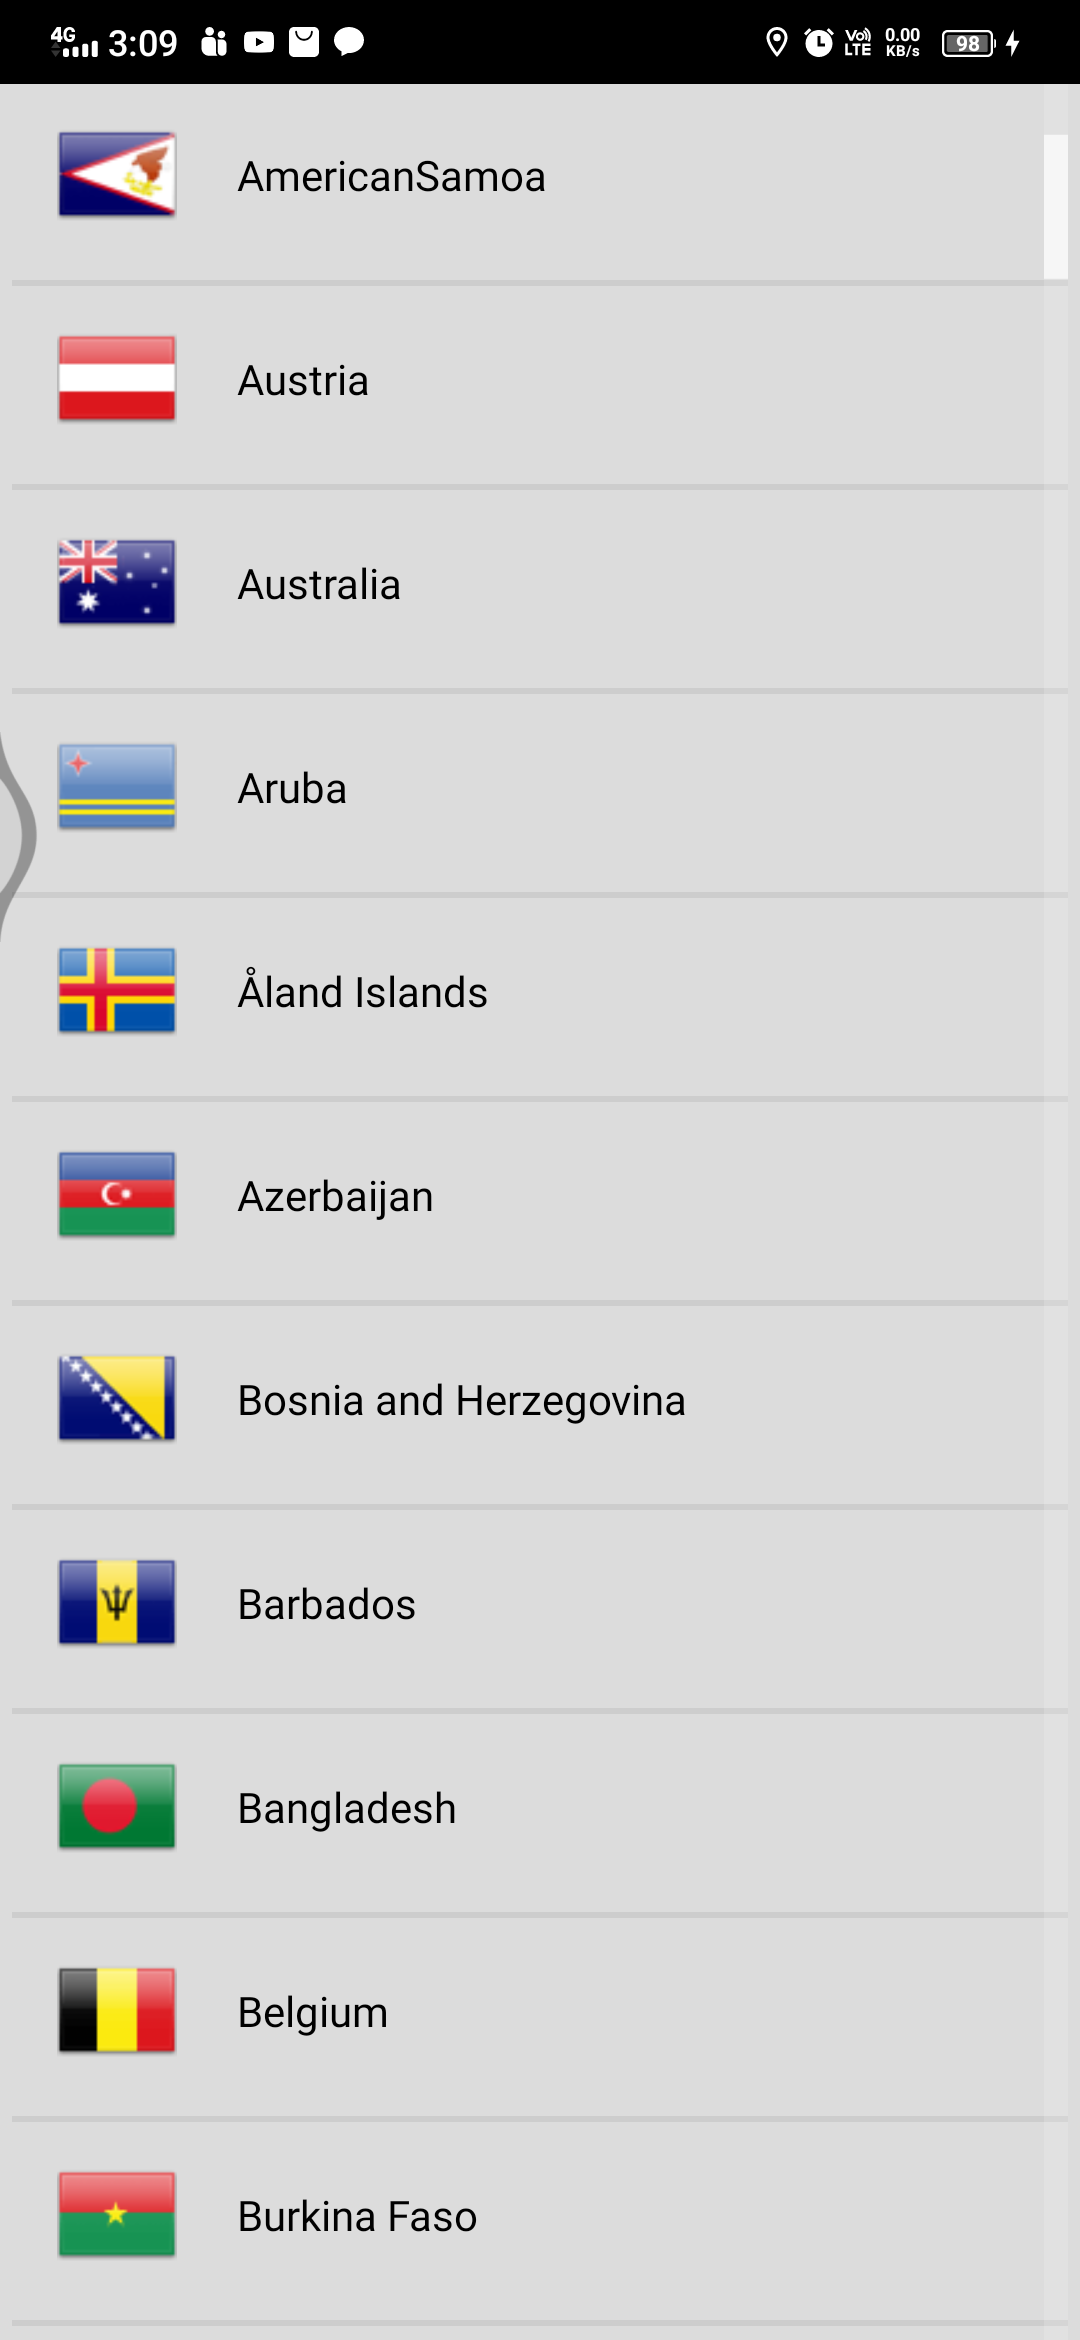 4G 3:09 Vo) LTE 0.00 KB/s 98
AmericanSamoa
Austria
Australia
Aruba
Åland Islands
Azerbaijan
Bosnia and Herzegovina
Barbados
Bangladesh
Belgium
Burkina Faso